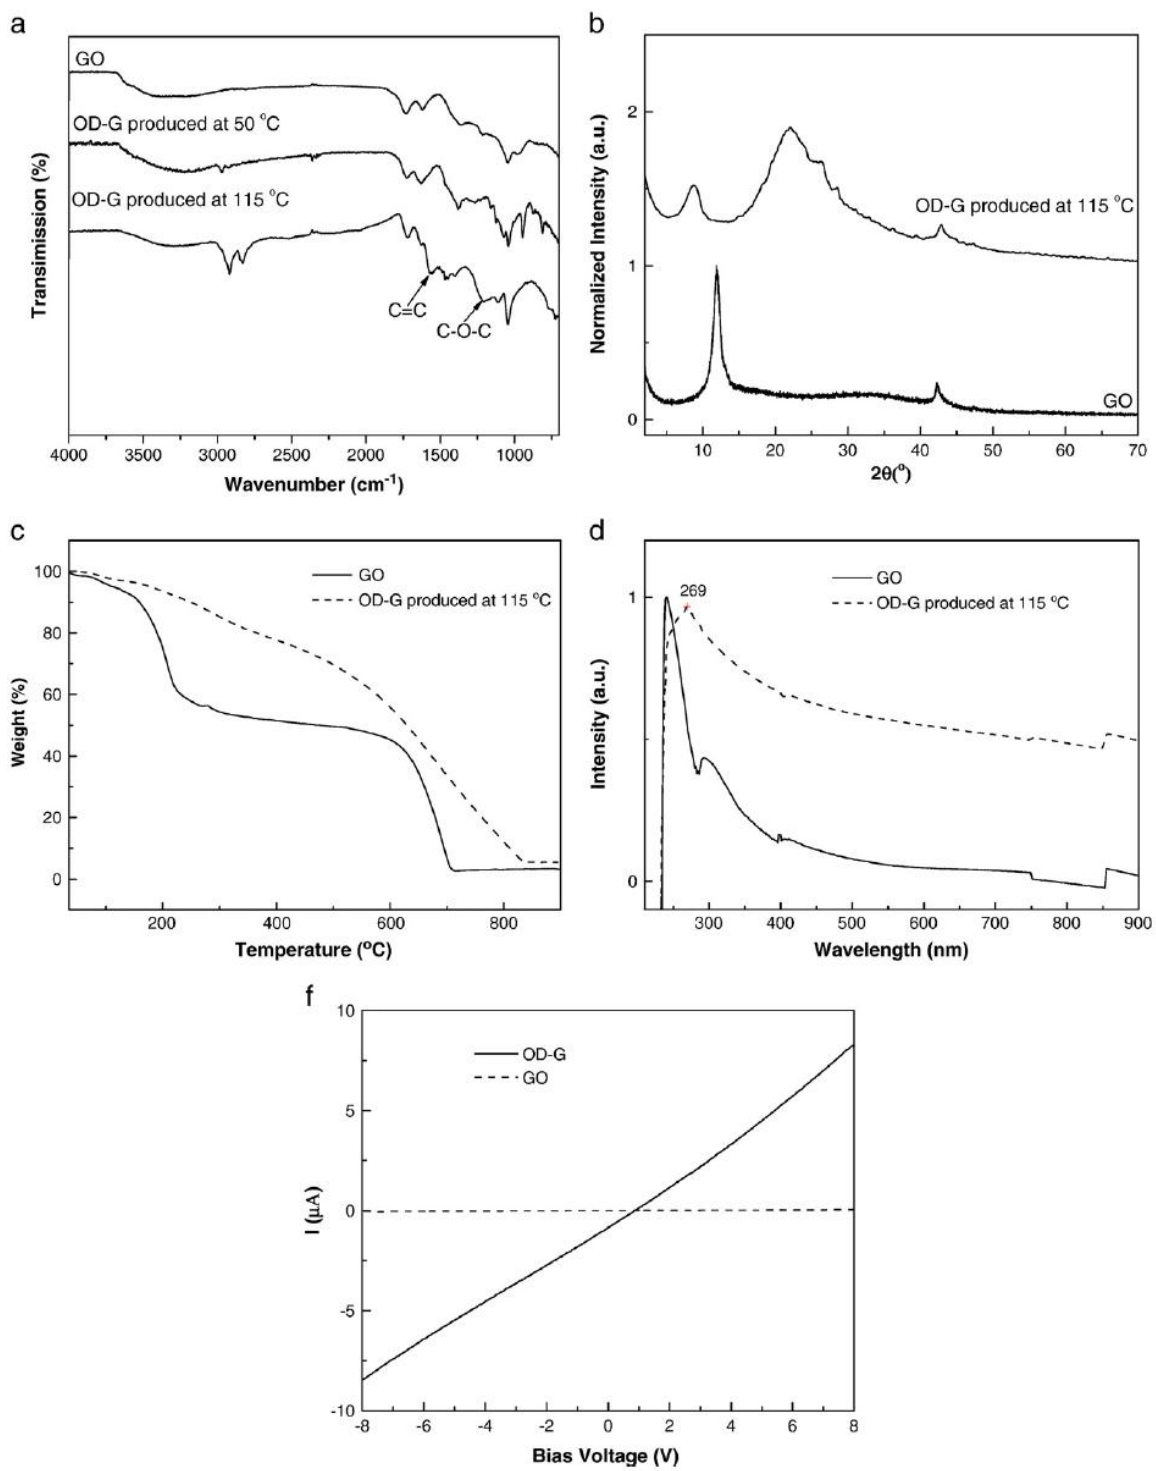 a
GO
OD-G produced at 50 °C
OD-G produced at 115 °C
C=C
C-O-C
Transimission (%)
4000 3500 3000 2500 2000 1500 1000
Wavenumber (cm-1)
b
2
1
1
0
OD-G produced at 115 °C
GO
Normalized Intensity (a.u.)
10 20 30 40 50 60 70
2θ(°)
c
100
80
60
40
20
0
GO
OD-G produced at 115 °C
Weight (%)
200 400 600 800
Temperature (°C)
d
269
GO
OD-G produced at 115 °C
1
0
Intensity (a.u.)
300 400 500 600 700 800 900
Wavelength (nm)
f
10
5
0
-5
-10
OD-G
GO
I (μA)
-8 -6 -4 -2 0 2 4 6 8
Bias Voltage (V)